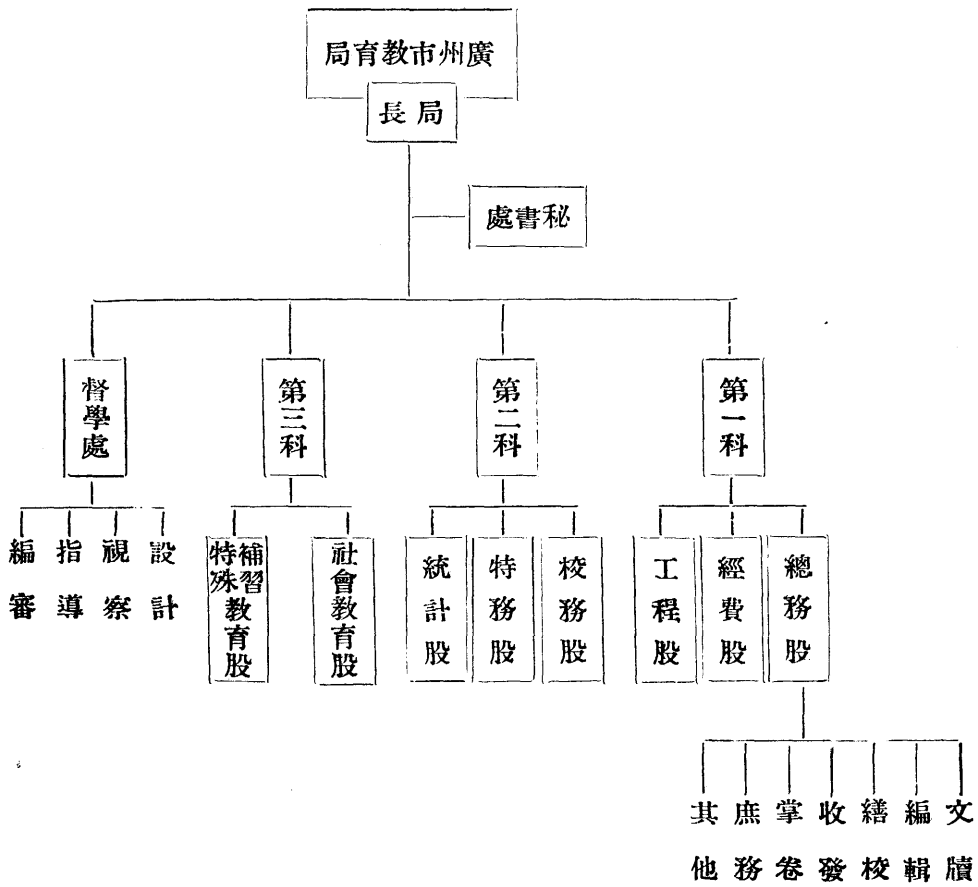 廣州市教育局
局長
秘書處
第一科
第二科
第三科
督學處
總務股
經費股
工程股
校務股
特務股
統計股
社會教育股
補習特殊教育股
設計
視察
指導
編審
文牘
編輯
繕校
收發
掌卷
庶務
其他